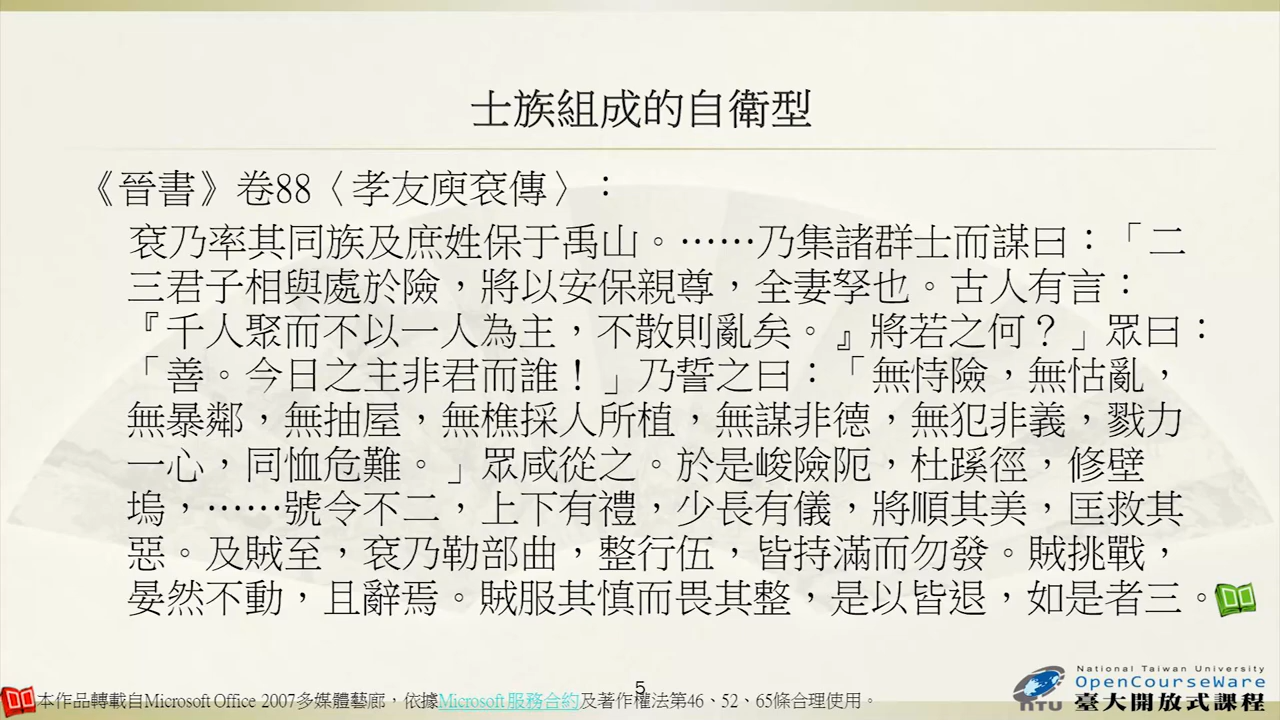 士族組成的自衛型
《晉書》卷88〈孝友庾袞傳〉：
袞乃率其同族及庶姓保于禹山。……乃集諸群士而謀曰：「二
三君子相與處於險，將以安保親尊，全妻孥也。古人有言：
『千人聚而不以一人為主，不散則亂矣。』將若之何？」眾曰：
「善。今日之主非君而誰！」乃誓之曰：「無恃險，無怙亂，
無暴鄰，無抽屋，無樵採人所植，無謀非德，無犯非義，戮力
一心，同恤危難。」眾咸從之。於是峻險阨，杜蹊徑，修壁
塢，……號令不二，上下有禮，少長有儀，將順其美，匡救其
惡。及賊至，袞乃勒部曲，整行伍，皆持滿而勿發。賊挑戰，
晏然不動，且辭焉。賊服其慎而畏其整，是以皆退，如是者三。
本作品轉載自Microsoft Office 2007多媒體藝廊，依據Microsoft 服務合約及著作權法第46、52、65條合理使用。
5
National Taiwan University
OpenCourseWare
NTU 臺大開放式課程